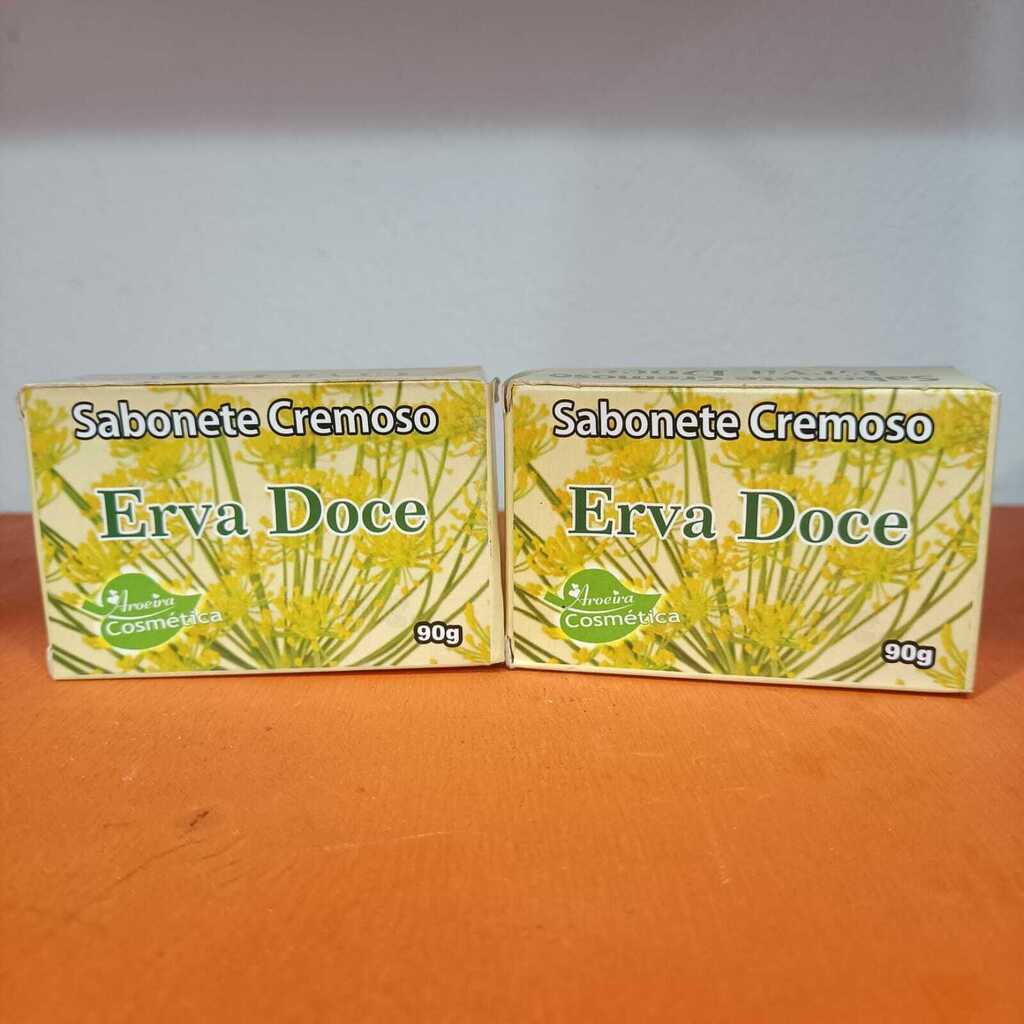 Sabonete Cremoso
Erva Doce
Aroeira
Cosmética
90g
Sabonete Cremoso
Erva Doce
Aroeira
Cosmética
90g